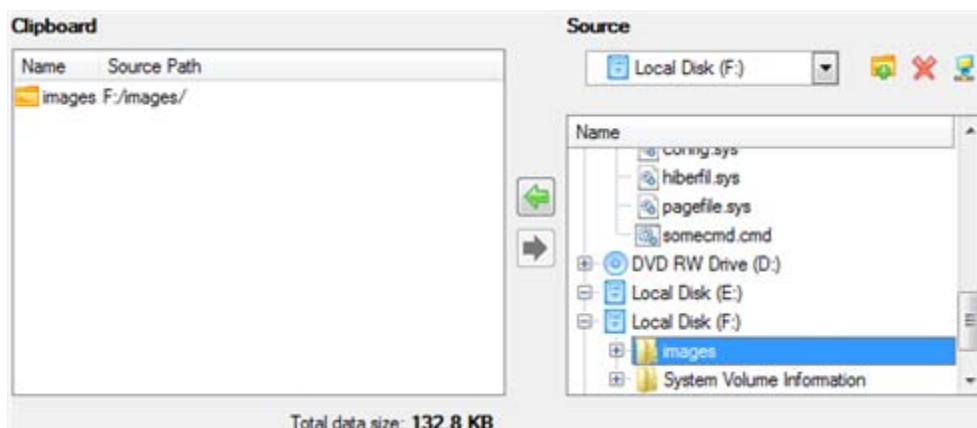 Clipboard
Source
Name Source Path
images F:/images/
Local Disk (F:)
Name
config.sys
hiberfil.sys
pagefile.sys
somecmd.cmd
DVD RW Drive (D:)
Local Disk (E:)
Local Disk (F:)
images
System Volume Information
Total data size: 132,8 KB